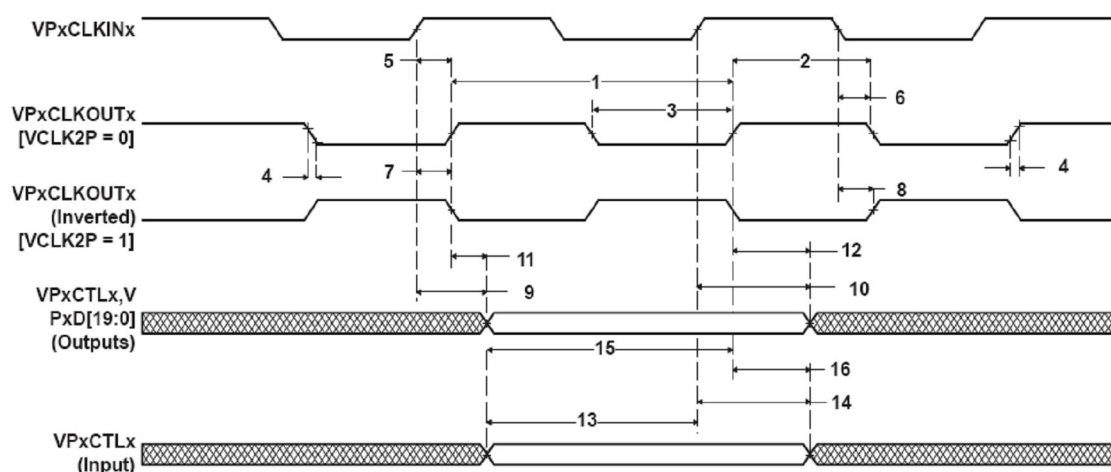 VPxCLKINx
5
1
2
3
6
VPxCLKOUTx
[VCLK2P = 0]
4
7
4
VPxCLKOUTx
(Inverted)
[VCLK2P = 1]
8
11
12
9
10
VPxCTLx,V
PxD[19:0]
(Outputs)
15
16
14
13
VPxCTLx
(Input)